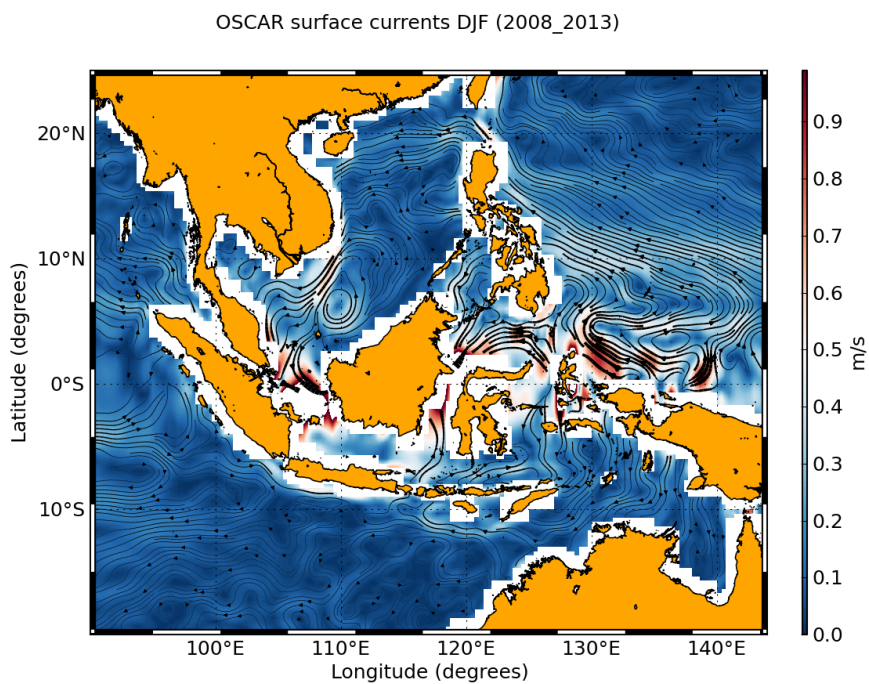 OSCAR surface currents DJF (2008_2013)
20°N
10°N
0°S
10°S
Latitude (degrees)
100°E 110°E 120°E 130°E 140°E
Longitude (degrees)
0.9
0.8
0.7
0.6
0.5
0.4
0.3
0.2
0.1
0.0
m/s